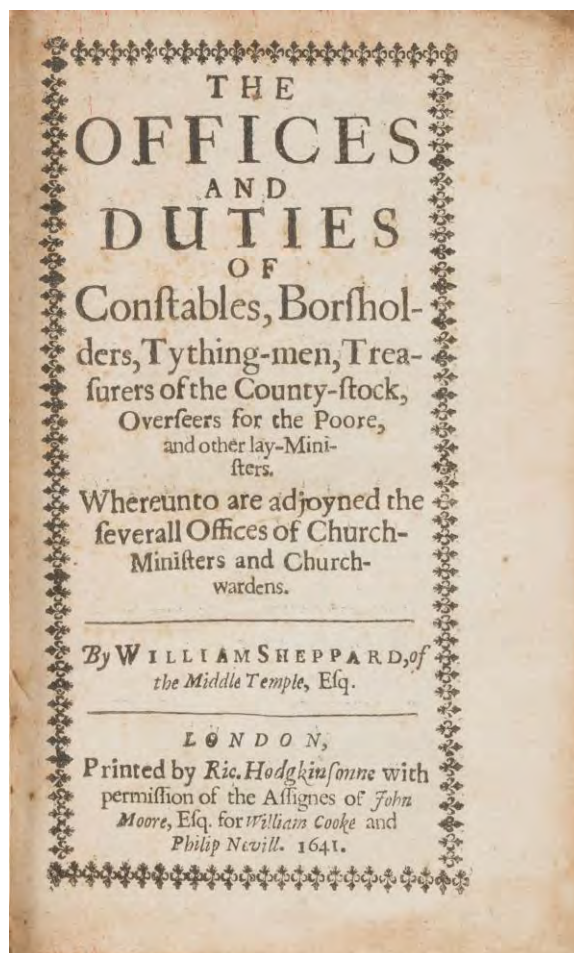 THE
OFFICES
AND
DUTIES
OF
Conſtables, Borſhol-
ders, Tything-men, Trea-
ſurers of the County-ſtock,
Overſeers for the Poore,
and other lay-Mini-
ſters.
Whereunto are adjoyned the
ſeverall Offices of Church-
Miniſters and Church-
wardens.
By WILLIAM SHEPPARD, of
the Middle Temple, Eſq.
LONDON,
Printed by Ric. Hodgkinſonne with
permiſſion of the Aſſignes of John
Moore, Eſq. for William Cooke and
Philip Nevill. 1641.